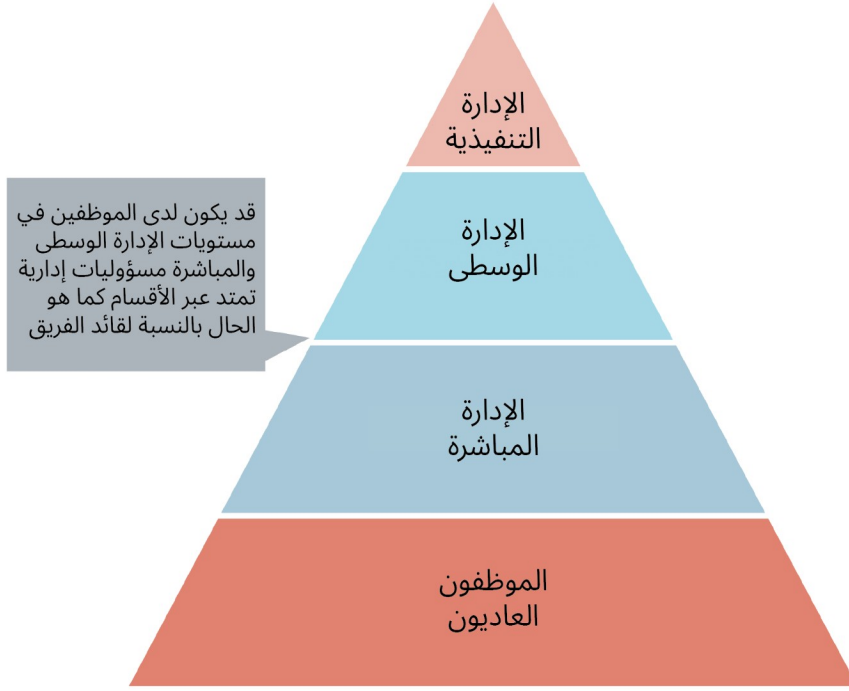 الإدارة
التنفيذية
الإدارة
الوسطى
قد يكون لدى الموظفين في
مستويات الإدارة الوسطى
والمباشرة مسؤوليات إدارية
تمتد عبر الأقسام كما هو
الحال بالنسبة لقائد الفريق
الإدارة
المباشرة
الموظفون
العاديون